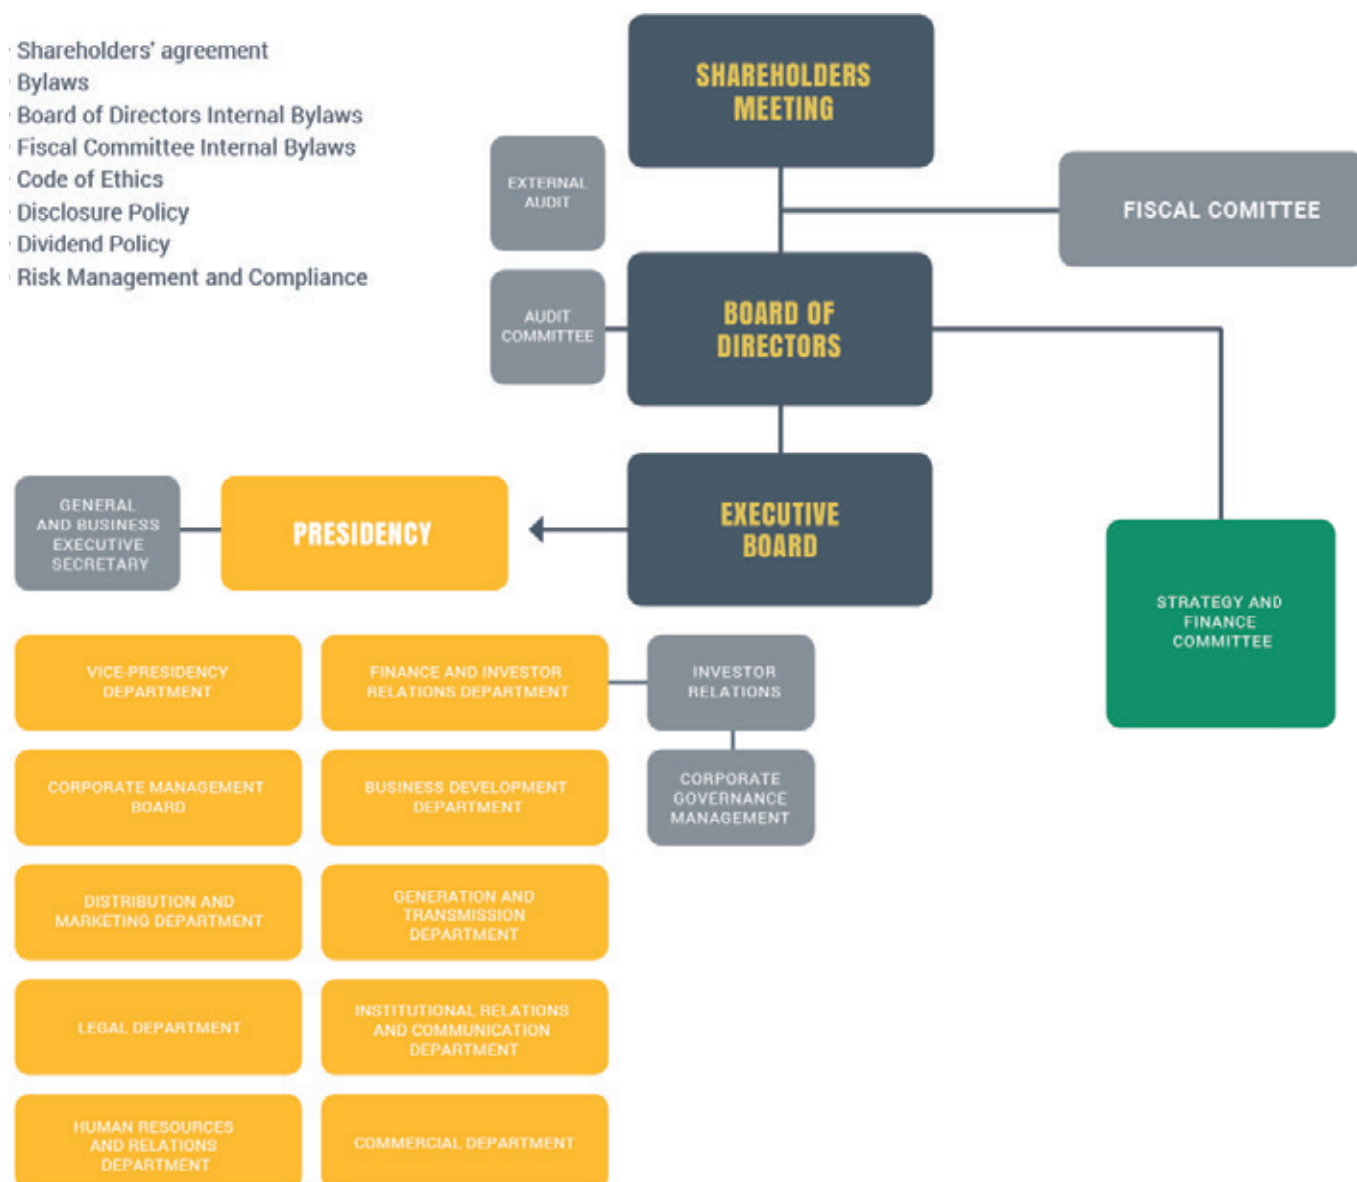 · Shareholders' agreement
· Bylaws
· Board of Directors Internal Bylaws
· Fiscal Committee Internal Bylaws
· Code of Ethics
· Disclosure Policy
· Dividend Policy
· Risk Management and Compliance
SHAREHOLDERS
MEETING
EXTERNAL
AUDIT
FISCAL COMITTEE
AUDIT
COMMITTEE
BOARD OF
DIRECTORS
GENERAL
AND BUSINESS
EXECUTIVE
SECRETARY
PRESIDENCY
EXECUTIVE
BOARD
STRATEGY AND
FINANCE
COMMITTEE
VICE-PRESIDENCY
DEPARTMENT
FINANCE AND INVESTOR
RELATIONS DEPARTMENT
INVESTOR
RELATIONS
CORPORATE MANAGEMENT
BOARD
BUSINESS DEVELOPMENT
DEPARTMENT
CORPORATE
GOVERNANCE
MANAGEMENT
DISTRIBUTION AND
MARKETING DEPARTMENT
GENERATION AND
TRANSMISSION
DEPARTMENT
LEGAL DEPARTMENT
INSTITUTIONAL RELATIONS
AND COMMUNICATION
DEPARTMENT
HUMAN RESOURCES
AND RELATIONS
DEPARTMENT
COMMERCIAL DEPARTMENT